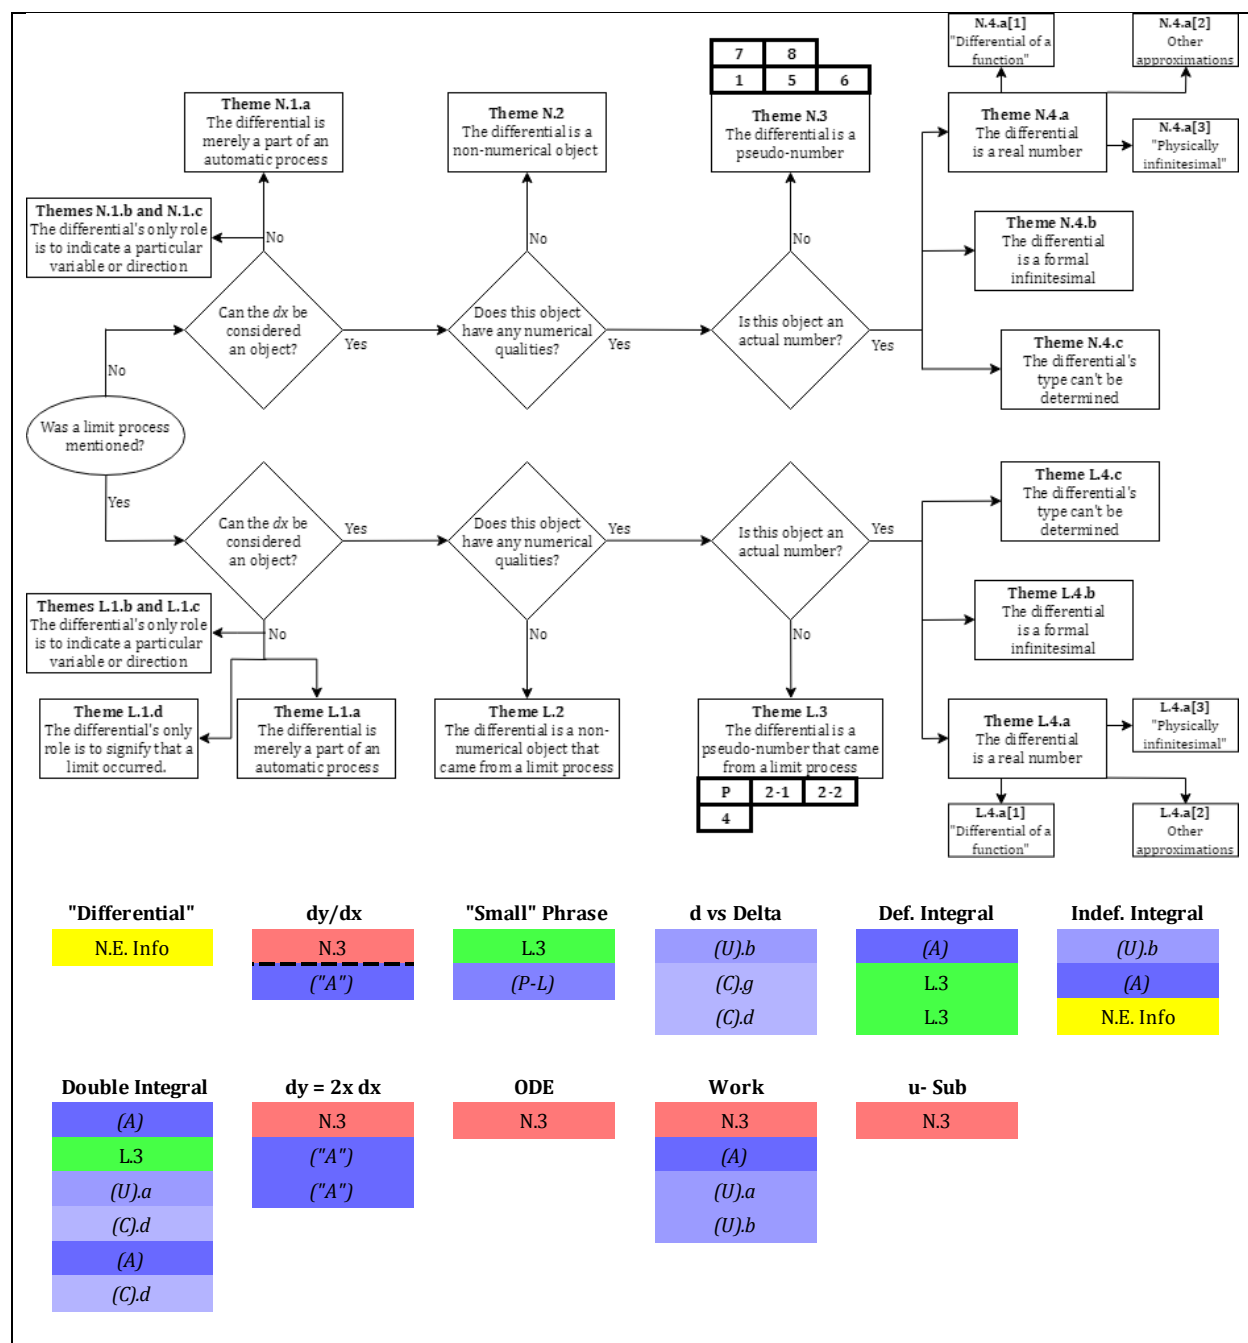 N.4.a[1]
"Differential of a
function"
N.4.a[2]
Other
approximations
7 8
1 5 6
Theme N.1.a
The differential is
merely a part of an
automatic process
Theme N.2
The differential is a
non-numerical object
Theme N.3
The differential is a
pseudo-number
Theme N.4.a
The differential
is a real number
N.4.a[3]
"Physically
infinitesimal"
Themes N.1.b and N.1.c
The differential's only role
is to indicate a particular
variable or direction
No
No
No
Theme N.4.b
The differential
is a formal
infinitesimal
Can the dx be
considered
an object?
Yes
Does this object
have any numerical
qualities?
Yes
Is this object an
actual number?
Yes
Theme N.4.c
The differential's
type can't be
determined
No
Was a limit process
mentioned?
Yes
Can the dx be
considered
an object?
Yes
Does this object
have any numerical
qualities?
Yes
Is this object an
actual number?
Yes
Theme L.4.c
The differential's
type can't be
determined
Themes L.1.b and L.1.c
The differential's only role
is to indicate a particular
variable or direction
No
No
No
Theme L.4.b
The differential
is a formal
infinitesimal
Theme L.1.d
The differential's only
role is to signify that a
limit occurred.
Theme L.1.a
The differential is
merely a part of an
automatic process
Theme L.2
The differential is a non-
numerical object that
came from a limit process
Theme L.3
The differential is a
pseudo-number that came
from a limit process
Theme L.4.a
The differential
is a real number
L.4.a[3]
"Physically
infinitesimal"
P 2-1 2-2
4
L.4.a[1]
"Differential of a
function"
L.4.a[2]
Other
approximations
"Differential" dy/dx "Small" Phrase d vs Delta Def. Integral Indef. Integral
N.E. Info N.3 L.3 (U).b (A) (U).b
("A") (P-L) (C).g L.3 (A)
(C).d L.3 N.E. Info
Double Integral dy = 2x dx ODE Work u- Sub
(A) N.3 N.3 N.3 N.3
L.3 ("A") (A)
(U).a ("A") (U).a
(C).d (U).b
(A)
(C).d